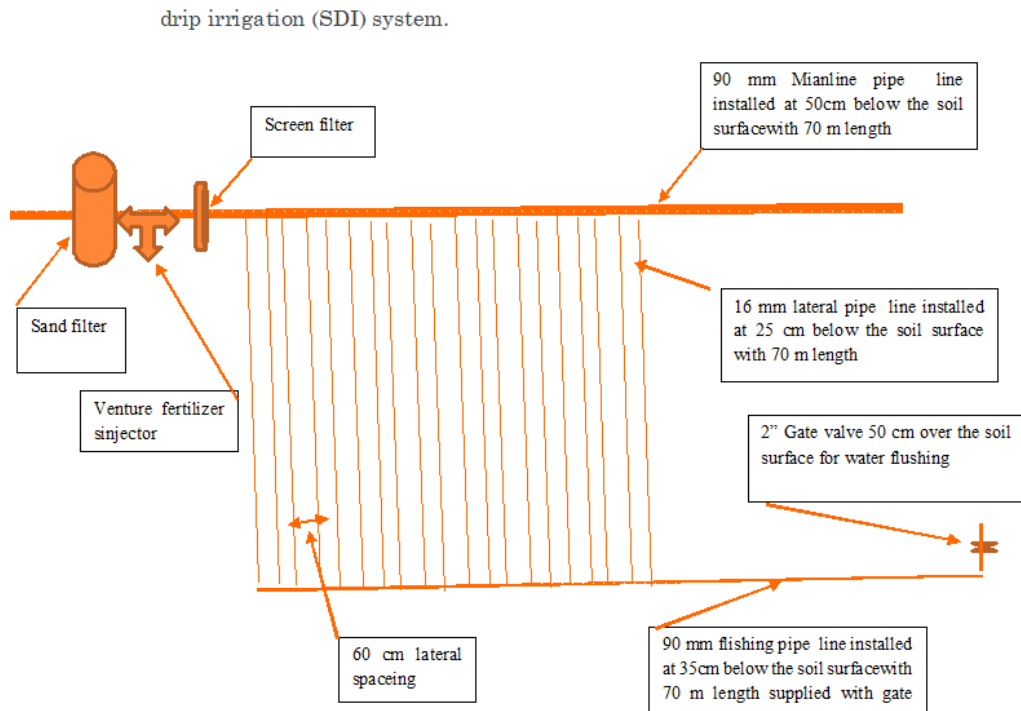 drip irrigation (SDI) system.
90 mm Mianline pipe line
installed at 50cm below the soil
surfacewith 70 m length
Screen filter
Sand filter
16 mm lateral pipe line installed
at 25 cm below the soil surface
with 70 m length
Venture fertilizer
sinjector
2” Gate valve 50 cm over the soil
surface for water flushing
60 cm lateral
spaceing
90 mm flishing pipe line installed
at 35cm below the soil surfacewith
70 m length supplied with gate